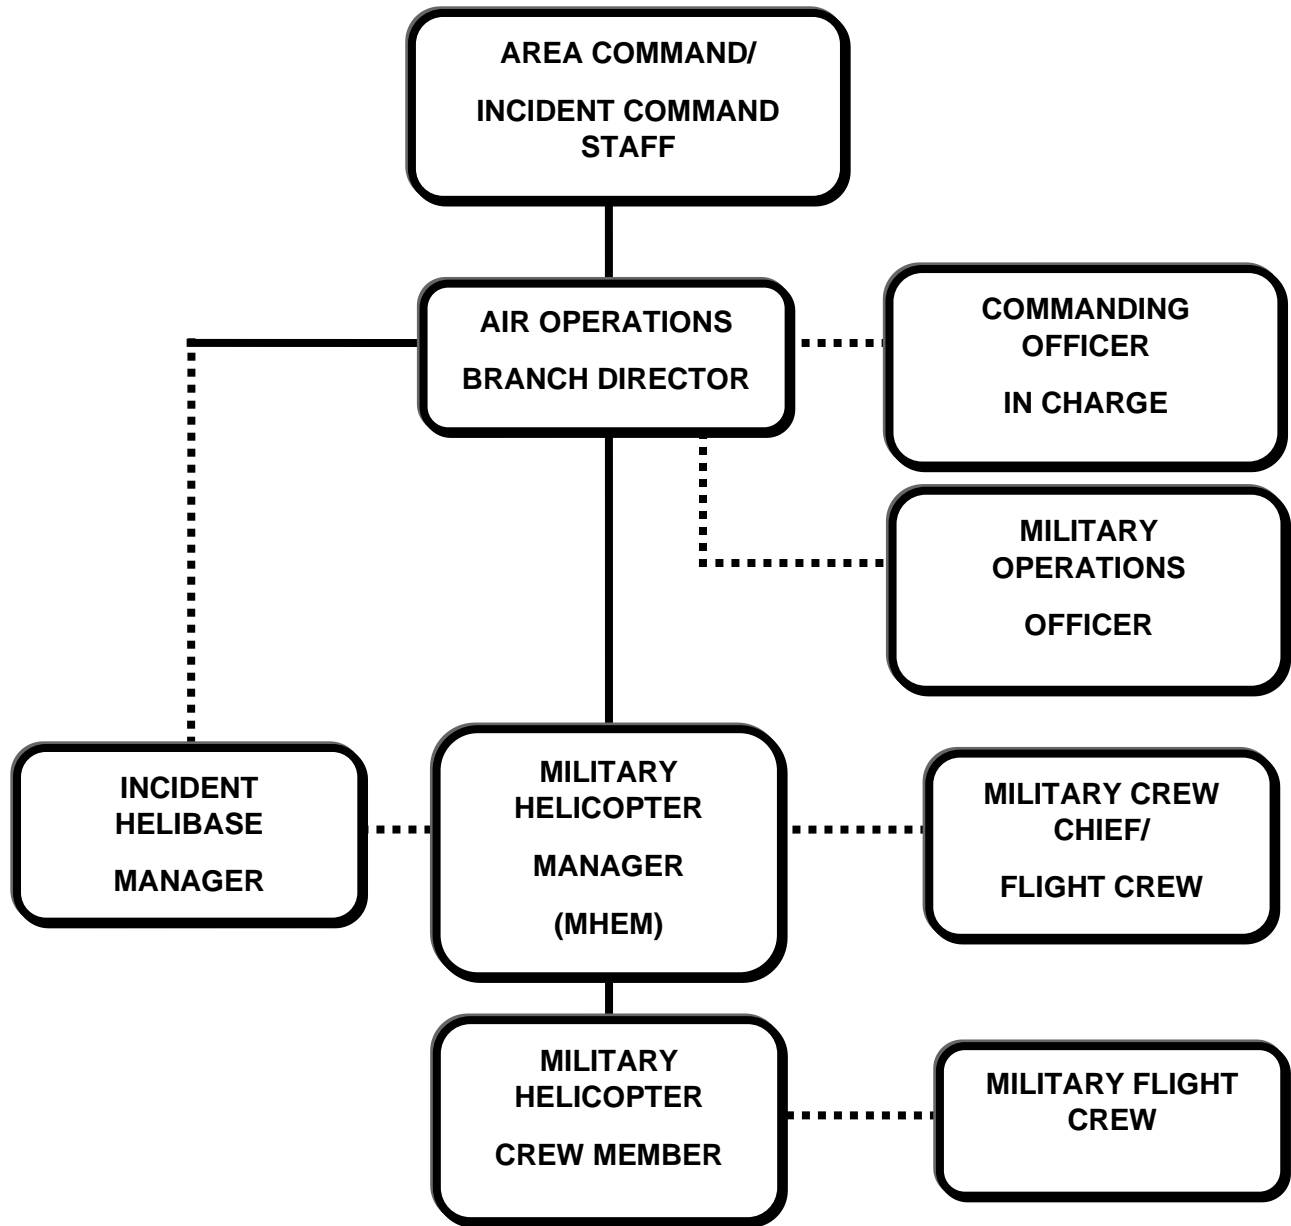 AREA COMMAND/
INCIDENT COMMAND
STAFF
AIR OPERATIONS
BRANCH DIRECTOR
COMMANDING
OFFICER
IN CHARGE
MILITARY
OPERATIONS
OFFICER
INCIDENT
HELIBASE
MANAGER
MILITARY
HELICOPTER
MANAGER
(MHEM)
MILITARY CREW
CHIEF/
FLIGHT CREW
MILITARY
HELICOPTER
CREW MEMBER
MILITARY FLIGHT
CREW